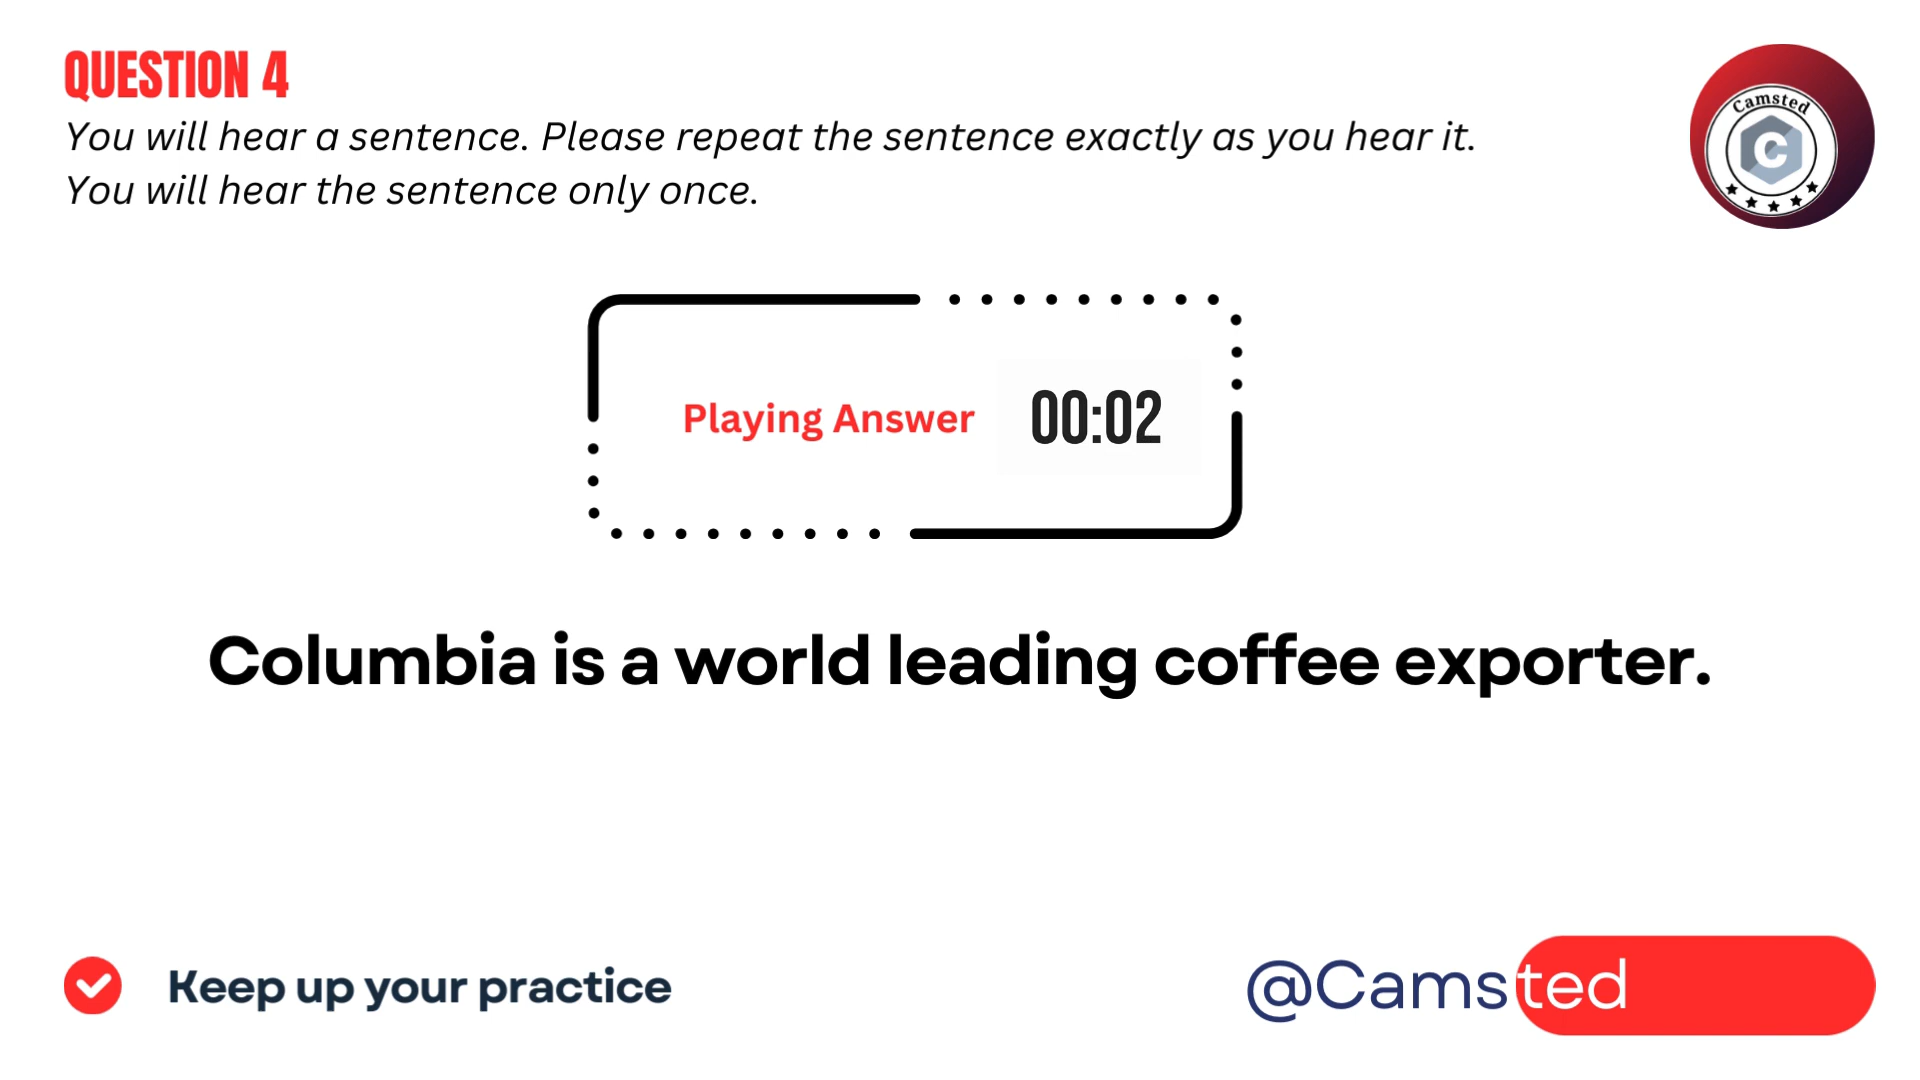 QUESTION 4
You will hear a sentence. Please repeat the sentence exactly as you hear it.
You will hear the sentence only once.
Camsted
C
Playing Answer 00:02
Columbia is a world leading coffee exporter.
Keep up your practice
@Camsted